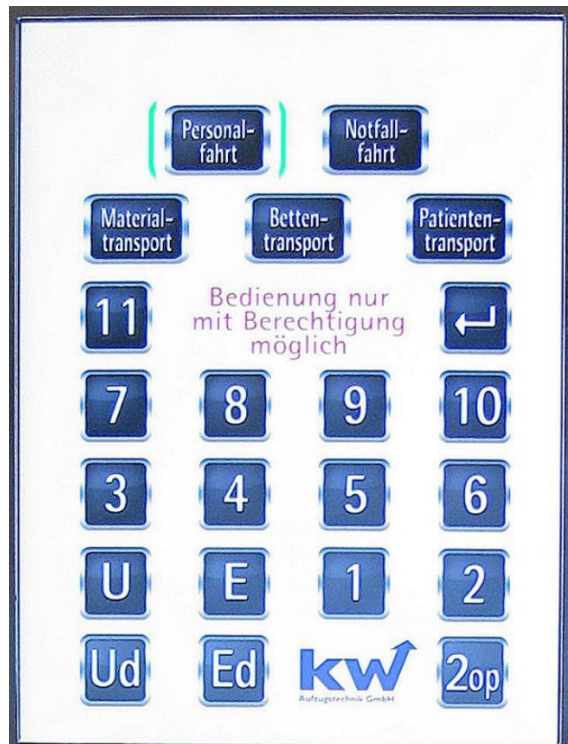 Personal-
fahrt
Notfall-
fahrt
Material-
transport
Betten-
transport
Patienten-
transport
11
Bedienung nur
mit Berechtigung
möglich
7 8 9 10
3 4 5 6
U E 1 2
Ud Ed kw 2op
Aufzugstechnik GmbH